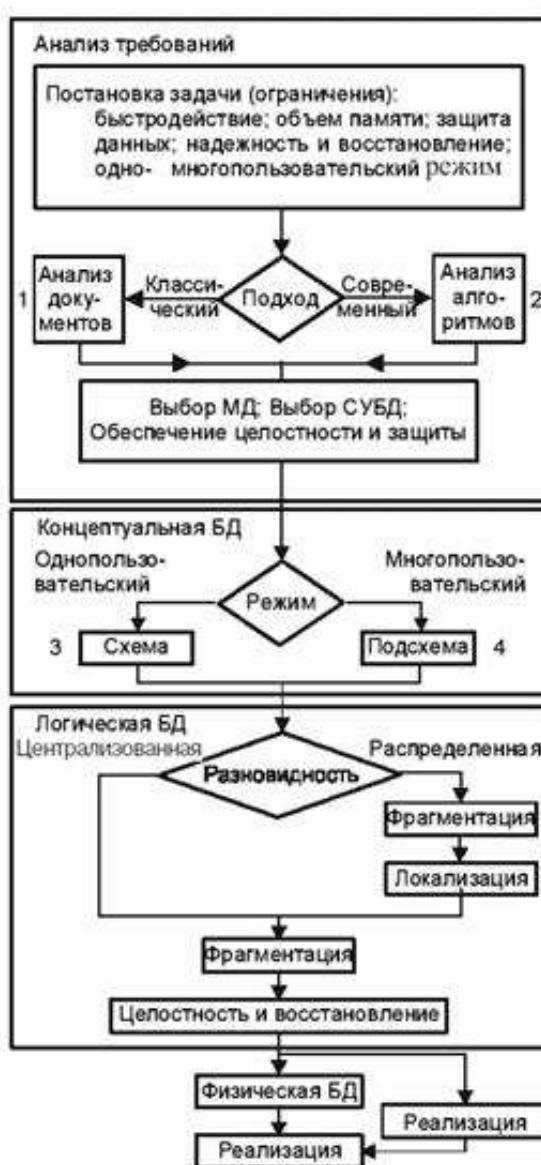 Анализ требований
Постановка задачи (ограничения):
быстродействие; объем памяти; защита
данных; надежность и восстановление;
одно- многопользовательский режим
1
Анализ
доку-
ментов
Класси-
ческий
Подход
Совре-
менный
Анализ
алго-
ритмов
2
Выбор МД; Выбор СУБД;
Обеспечение целостности и защиты
Концептуальная БД
Однопользо-
вательский
Многопользо-
вательский
Режим
3
Схема
Подсхема
4
Логическая БД
Централизованная
Распределенная
Разновидность
Фрагментация
Локализация
Фрагментация
Целостность и восстановление
Физическая БД
Реализация
Реализация